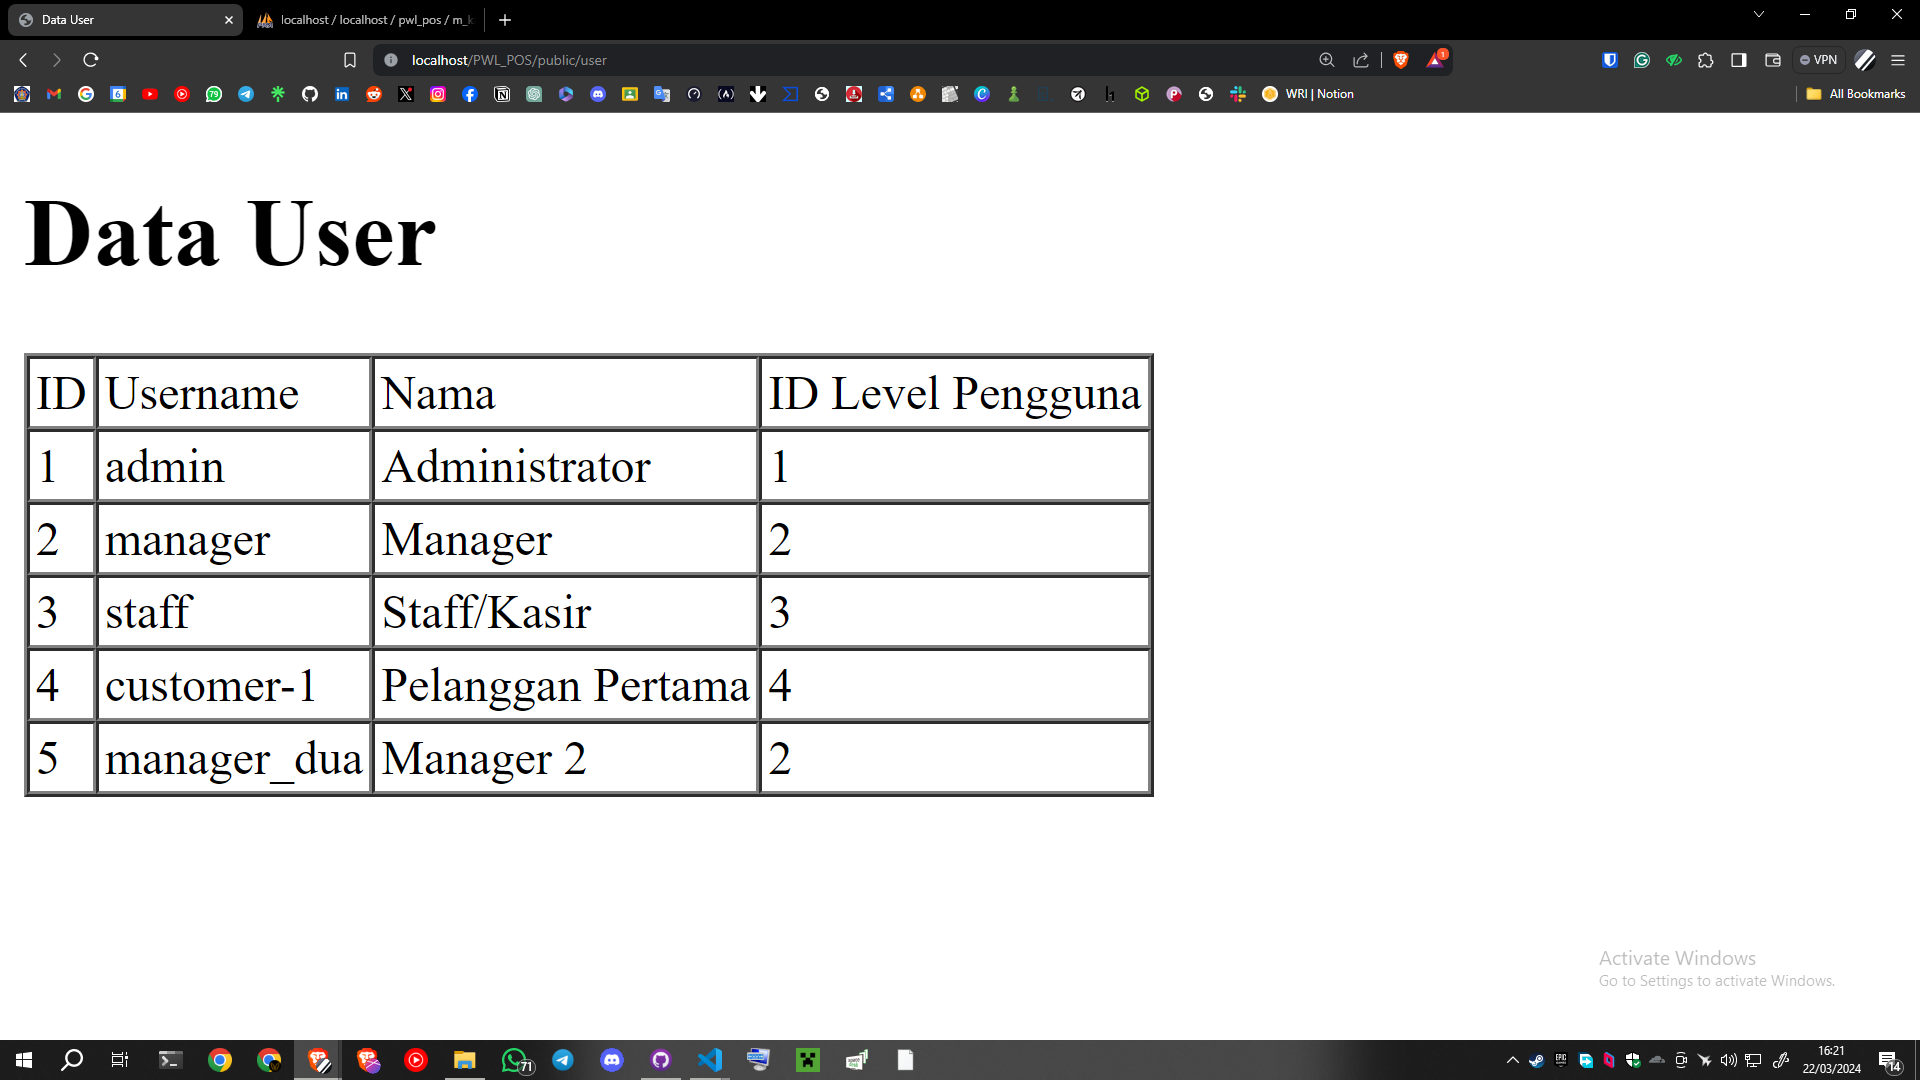 Data User
localhost / localhost / pwl_pos / m_k
localhost/PWL_POS/public/user
1
VPN
WRI | Notion
All Bookmarks
Data User
ID Username Nama ID Level Pengguna
1 admin Administrator 1
2 manager Manager 2
3 staff Staff/Kasir 3
4 customer-1 Pelanggan Pertama 4
5 manager_dua Manager 2 2
Activate Windows
Go to Settings to activate Windows.
71
16:21
22/03/2024
14